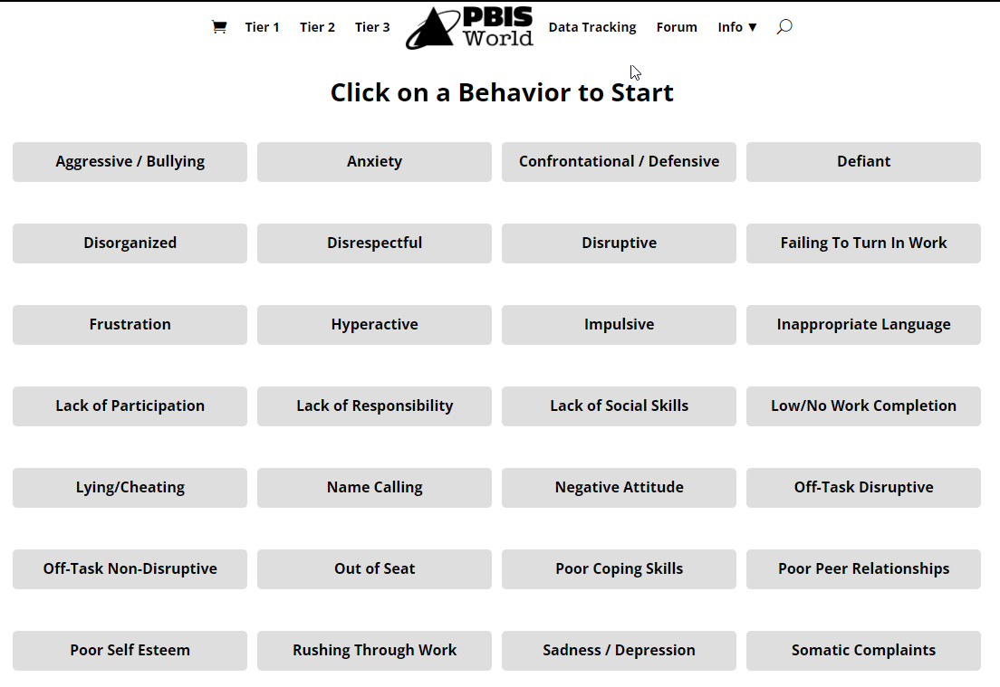 Tier 1 Tier 2 Tier 3 PBIS World Data Tracking Forum Info ▼
Click on a Behavior to Start
Aggressive / Bullying Anxiety Confrontational / Defensive Defiant
Disorganized Disrespectful Disruptive Failing To Turn In Work
Frustration Hyperactive Impulsive Inappropriate Language
Lack of Participation Lack of Responsibility Lack of Social Skills Low/No Work Completion
Lying/Cheating Name Calling Negative Attitude Off-Task Disruptive
Off-Task Non-Disruptive Out of Seat Poor Coping Skills Poor Peer Relationships
Poor Self Esteem Rushing Through Work Sadness / Depression Somatic Complaints